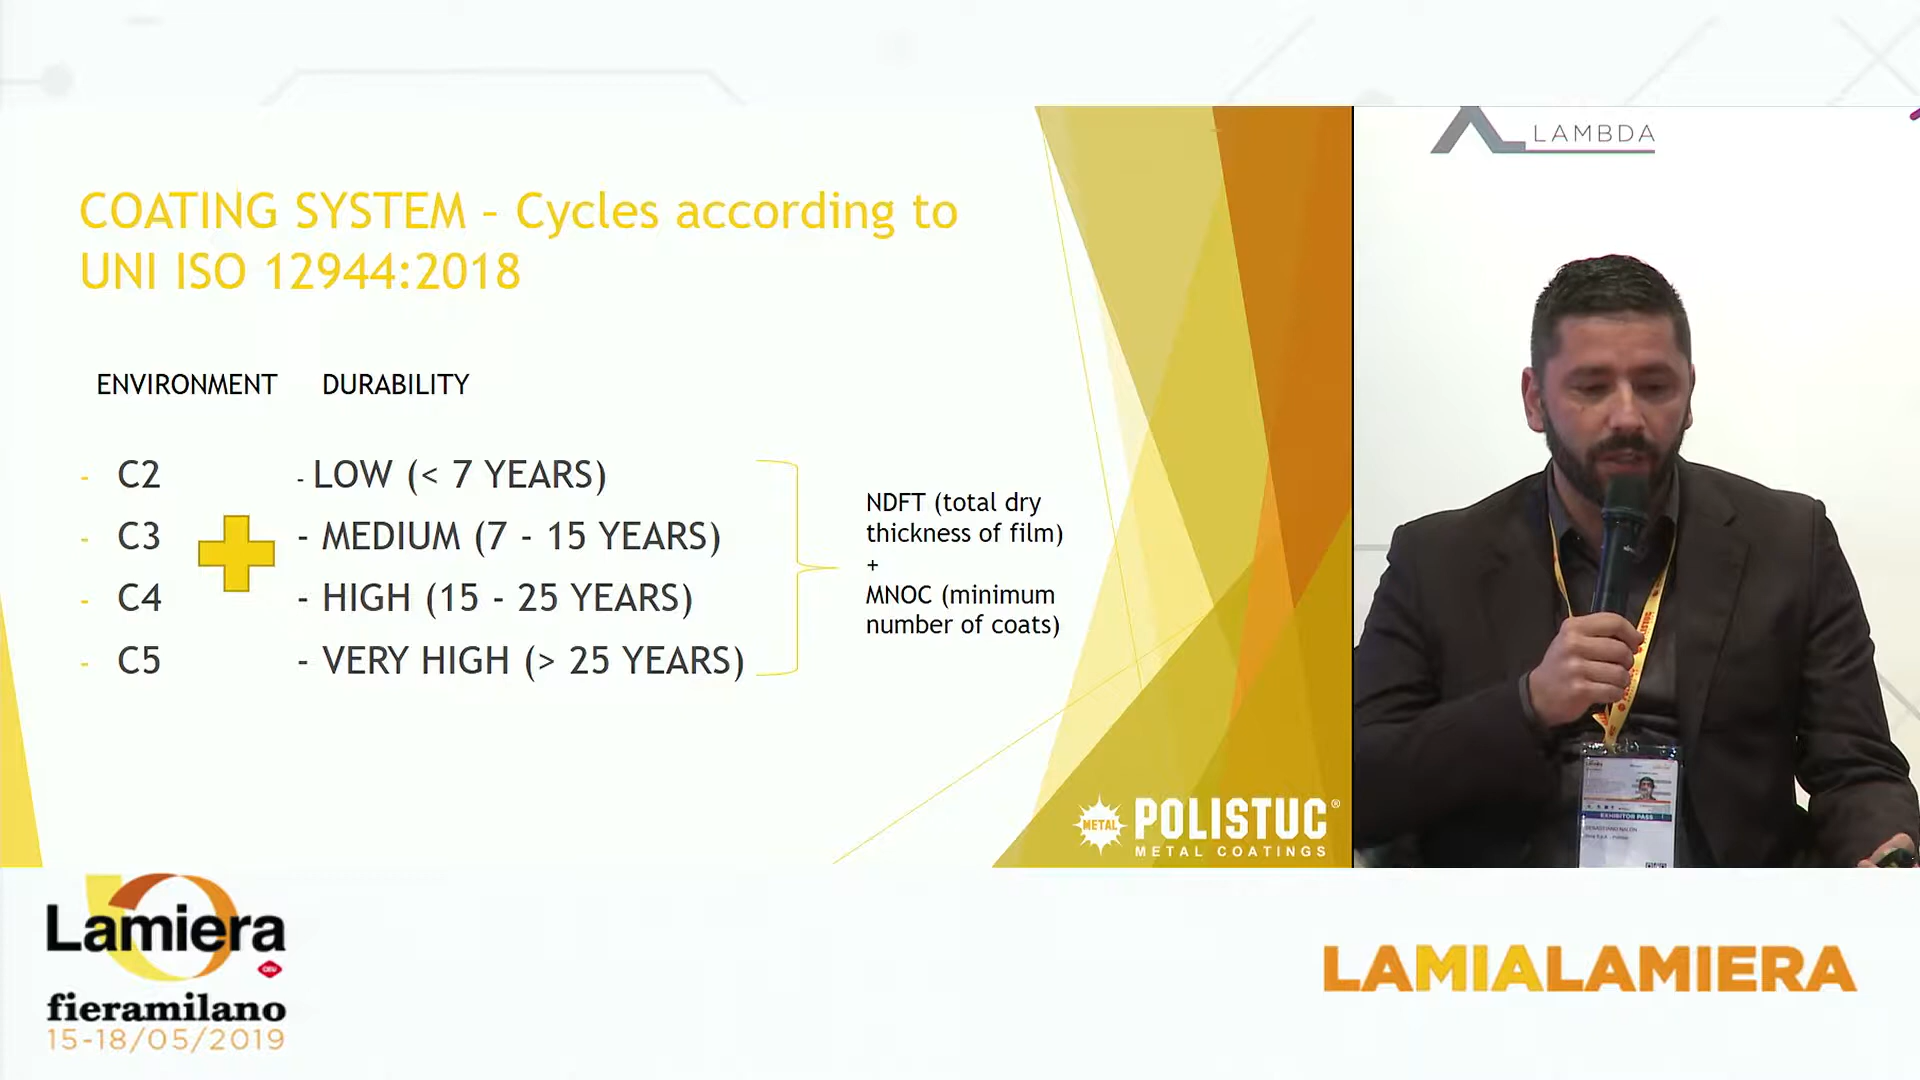 LAMBDA
COATING SYSTEM – Cycles according to
UNI ISO 12944:2018
ENVIRONMENT DURABILITY
- C2 - LOW (< 7 YEARS)
- C3 - MEDIUM (7 - 15 YEARS)
- C4 - HIGH (15 - 25 YEARS)
- C5 - VERY HIGH (> 25 YEARS)
NDFT (total dry
thickness of film)
+
MNOC (minimum
number of coats)
METAL POLISTUC®
METAL COATINGS
EXHIBITOR PASS
Lamiera
fieramilano
15-18/05/2019
LAMIALAMIERA